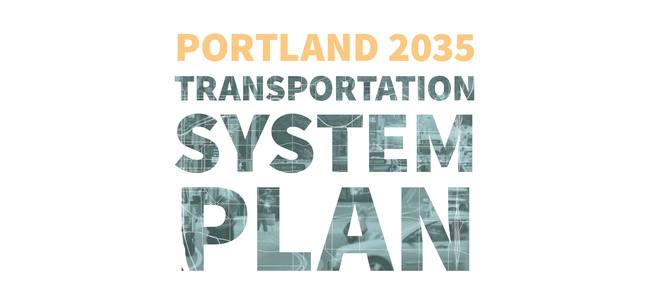 PORTLAND 2035
TRANSPORTATION
SYSTEM
PLAN